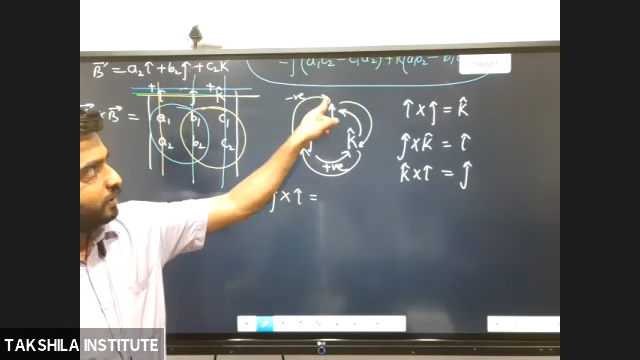 B⃗ = a₂î + b₂ĵ + c₂k̂
-ĵ(a₁c₂ - c₁a₂) + k̂(a₁b₂ - b₁a₂
× B⃗ =
+ - +
î ĵ k̂
a₁ b₁ c₁
a₂ b₂ c₂
-ve
k̂
+ve
î × ĵ = k̂
ĵ × k̂ = î
k̂ × î = ĵ
ĵ × î =
TAKSHILA INSTITUTE